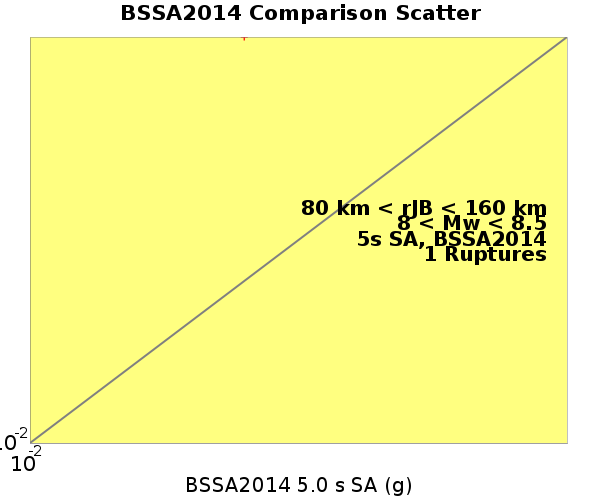 BSSA2014 Comparison Scatter
80 km < rJB < 160 km
8 < Mw < 8.5
5s SA, BSSA2014
1 Ruptures
10-2
10-2
BSSA2014 5.0 s SA (g)